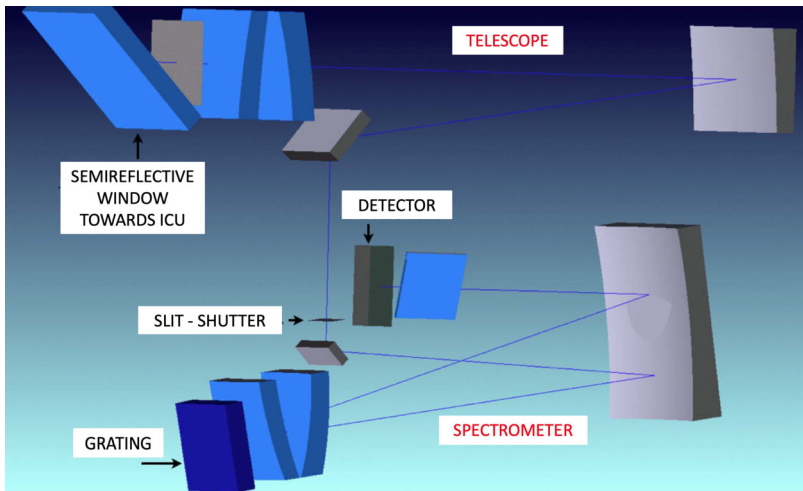 TELESCOPE
SEMIREFLECTIVE
WINDOW
TOWARDS ICU
DETECTOR
SLIT - SHUTTER
SPECTROMETER
GRATING